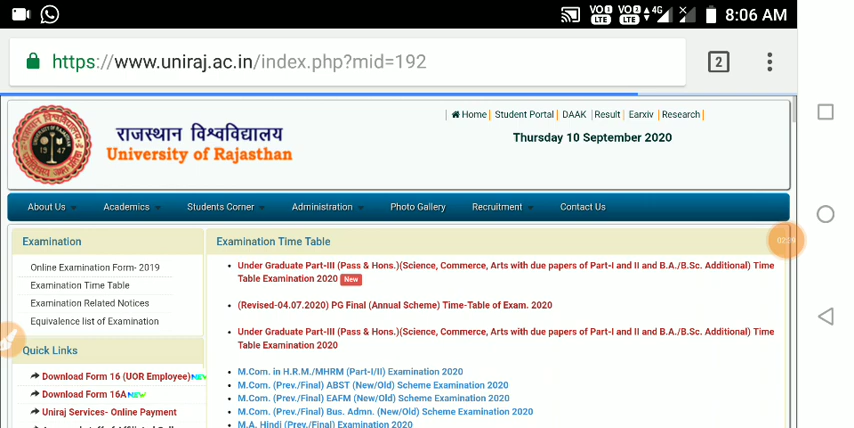 VO 1 LTE VO 2 LTE 4G 8:06 AM
https://www.uniraj.ac.in/index.php?mid=192 2
राजस्थान विश्वविद्यालय
University of Rajasthan
| Home| Student Portal| DAAK |Result| Earxiv |Research|
Thursday 10 September 2020
About Us Academics Students Corner Administration Photo Gallery Recruitment Contact Us
Examination
Online Examination Form- 2019
Examination Time Table
Examination Related Notices
Equivalence list of Examination
Quick Links
Download Form 16 (UOR Employee) NEW
Download Form 16A NEW
Uniraj Services- Online Payment
Examination Time Table
Under Graduate Part-III (Pass & Hons.)(Science, Commerce, Arts with due papers of Part-I and II and B.A./B.Sc. Additional) Time
Table Examination 2020 New
(Revised-04.07.2020) PG Final (Annual Scheme) Time-Table of Exam. 2020
Under Graduate Part-III (Pass & Hons.)(Science, Commerce, Arts with due papers of Part-I and II and B.A./B.Sc. Additional) Time
Table Examination 2020
M.Com. in H.R.M./MHRM (Part-I/II) Examination 2020
M.Com. (Prev./Final) ABST (New/Old) Scheme Examination 2020
M.Com. (Prev./Final) EAFM (New/Old) Scheme Examination 2020
M.Com. (Prev./Final) Bus. Admn. (New/Old) Scheme Examination 2020
M.A. Hindi (Prev./Final) Examination 2020